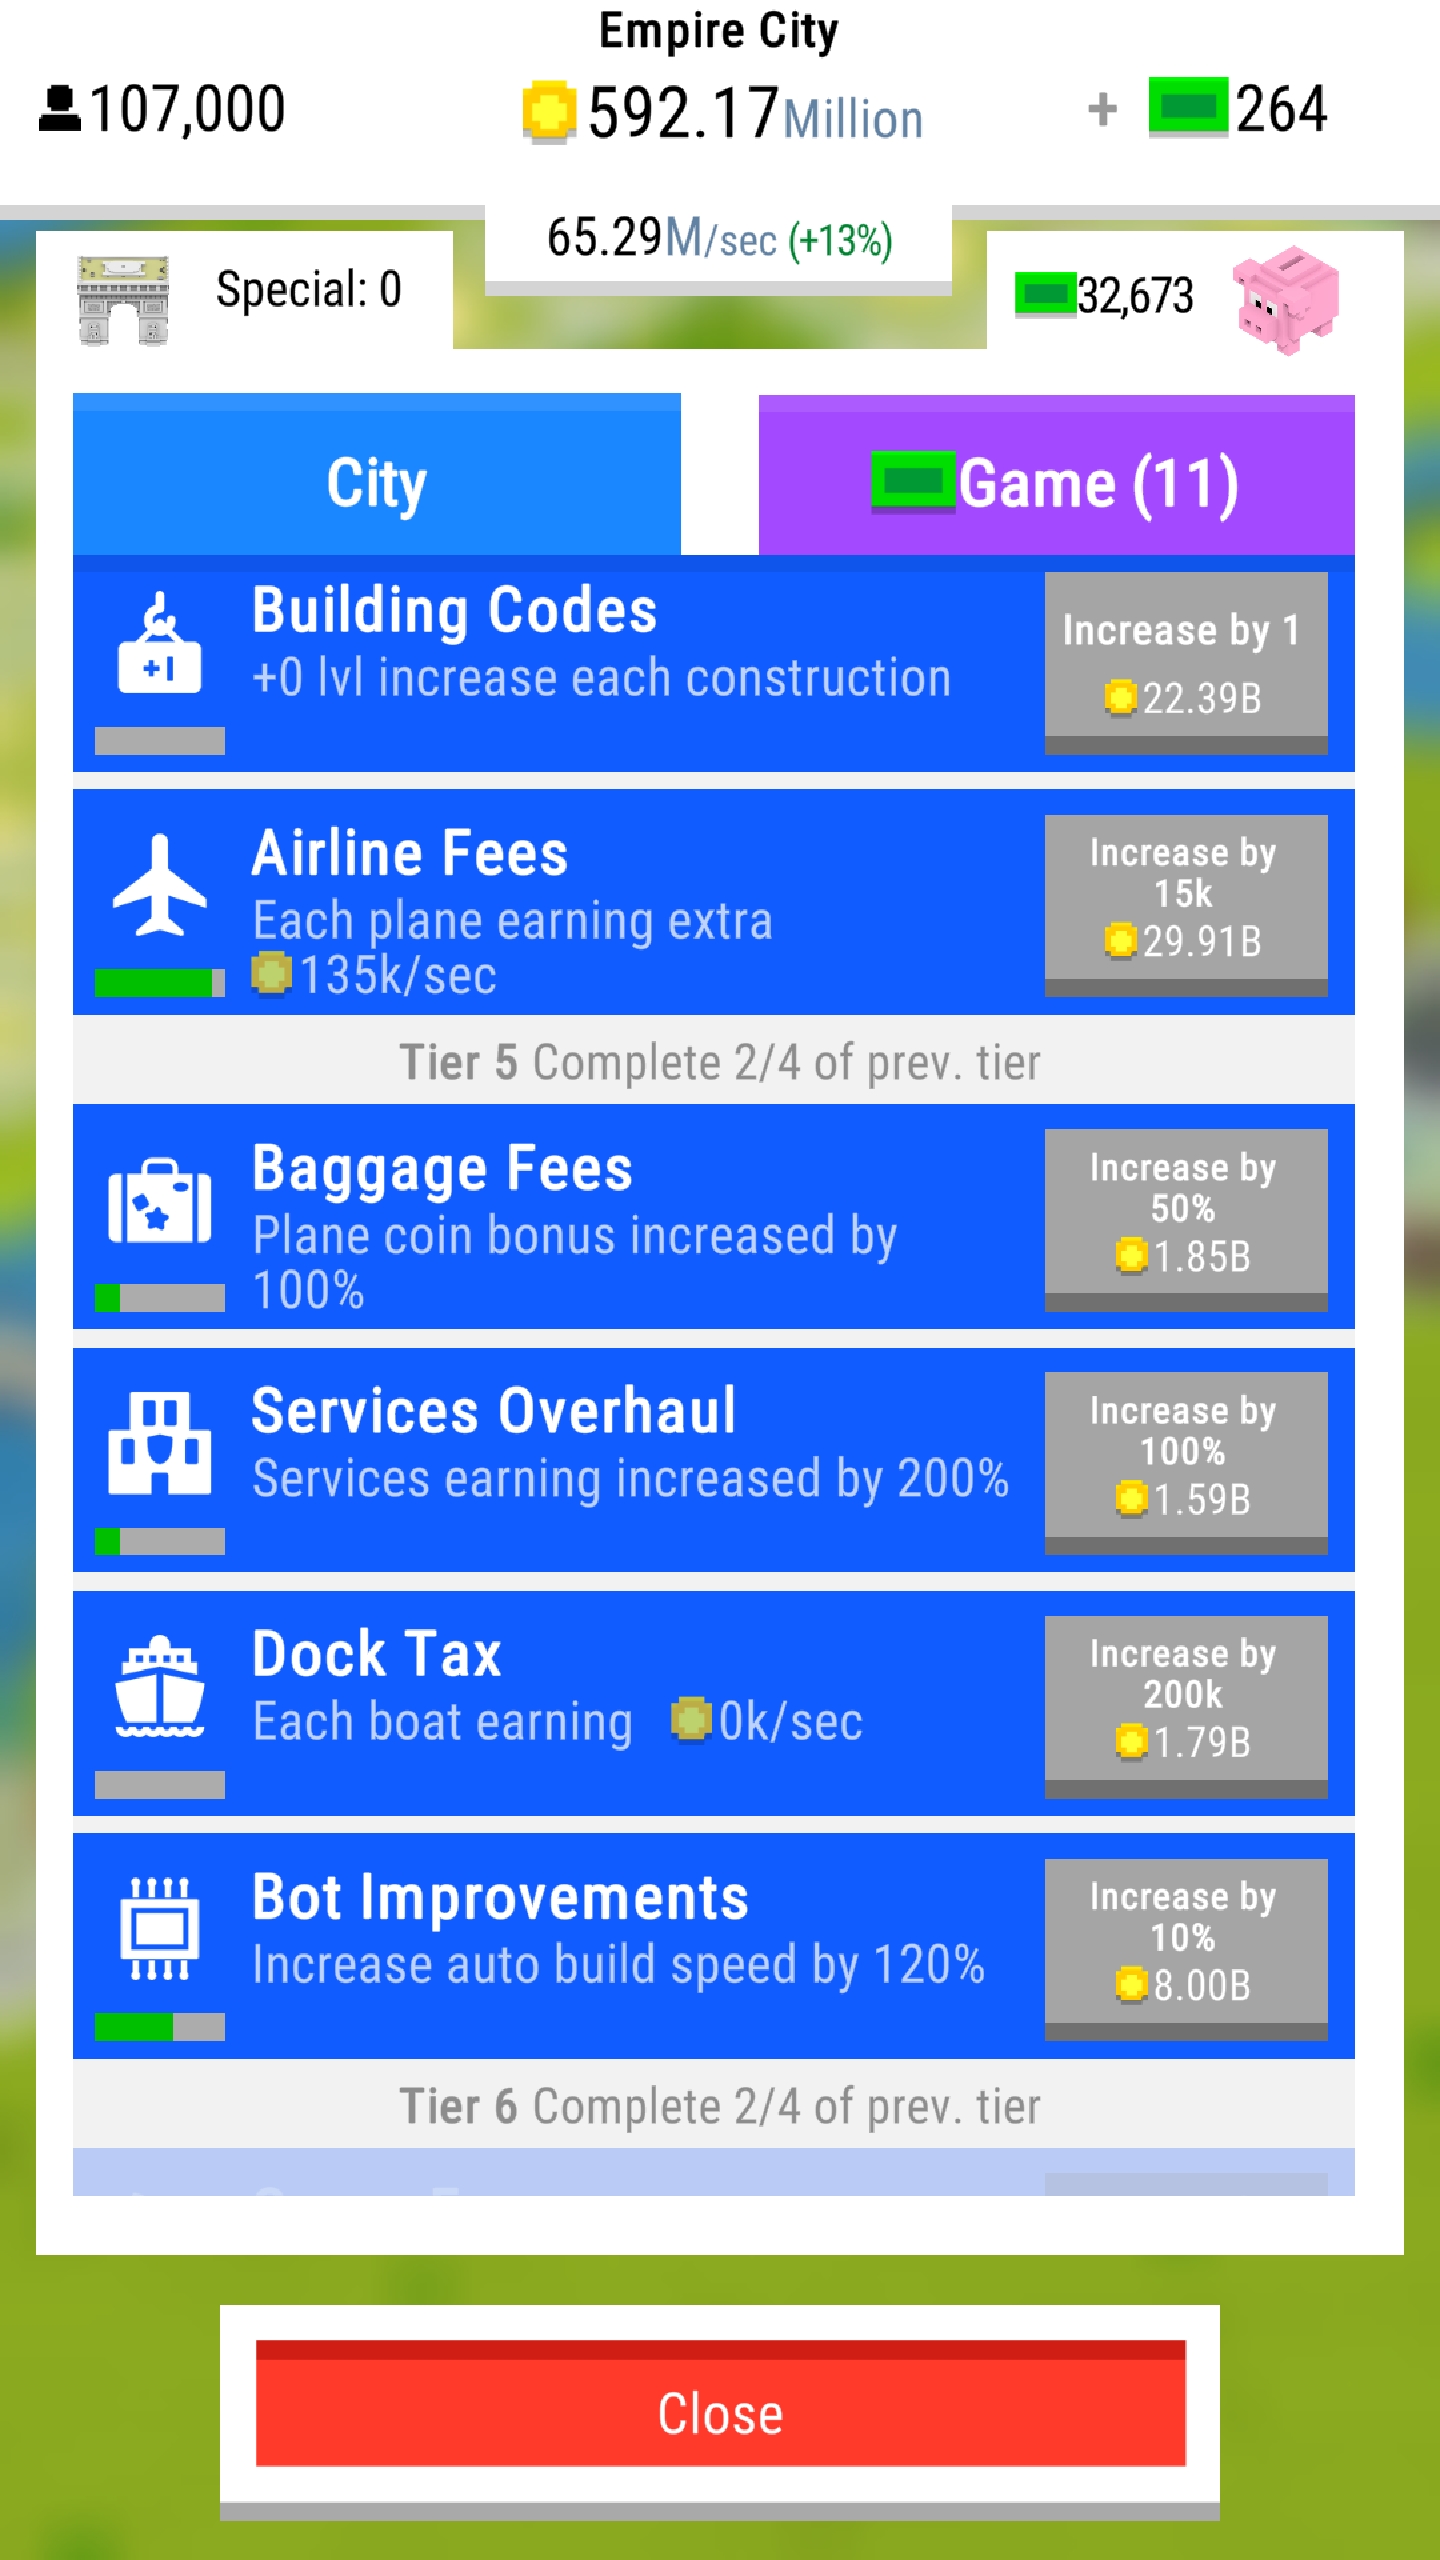 Empire City
107,000
592.17Million
+ 264
65.29M/sec (+13%)
Special: 0
32,673
City
Game (11)
Building Codes
+0 lvl increase each construction
+1
Increase by 1
22.39B
Airline Fees
Each plane earning extra
135k/sec
Increase by
15k
29.91B
Tier 5 Complete 2/4 of prev. tier
Baggage Fees
Plane coin bonus increased by
100%
Increase by
50%
1.85B
Services Overhaul
Services earning increased by 200%
Increase by
100%
1.59B
Dock Tax
Each boat earning 0k/sec
Increase by
200k
1.79B
Bot Improvements
Increase auto build speed by 120%
Increase by
10%
8.00B
Tier 6 Complete 2/4 of prev. tier
Close